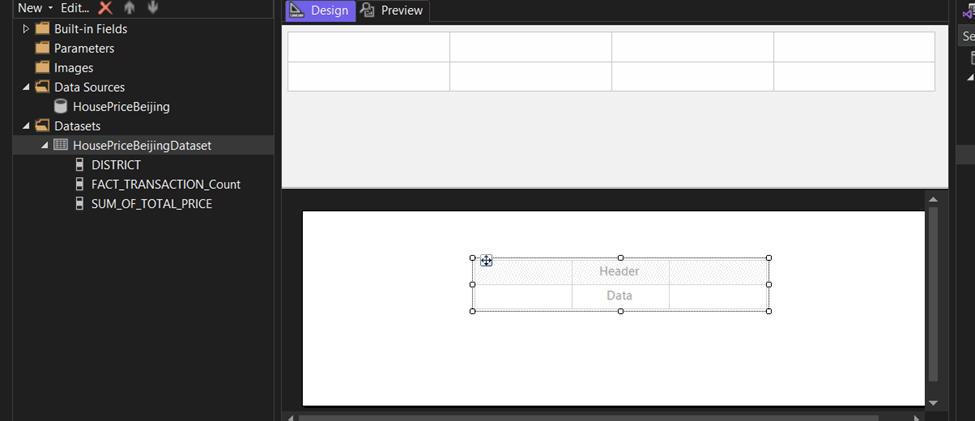 New Edit...
Built-in Fields
Parameters
Images
Data Sources
HousePriceBeijing
Datasets
HousePriceBeijingDataset
DISTRICT
FACT_TRANSACTION_Count
SUM_OF_TOTAL_PRICE
Design Preview
Header
Data
Se